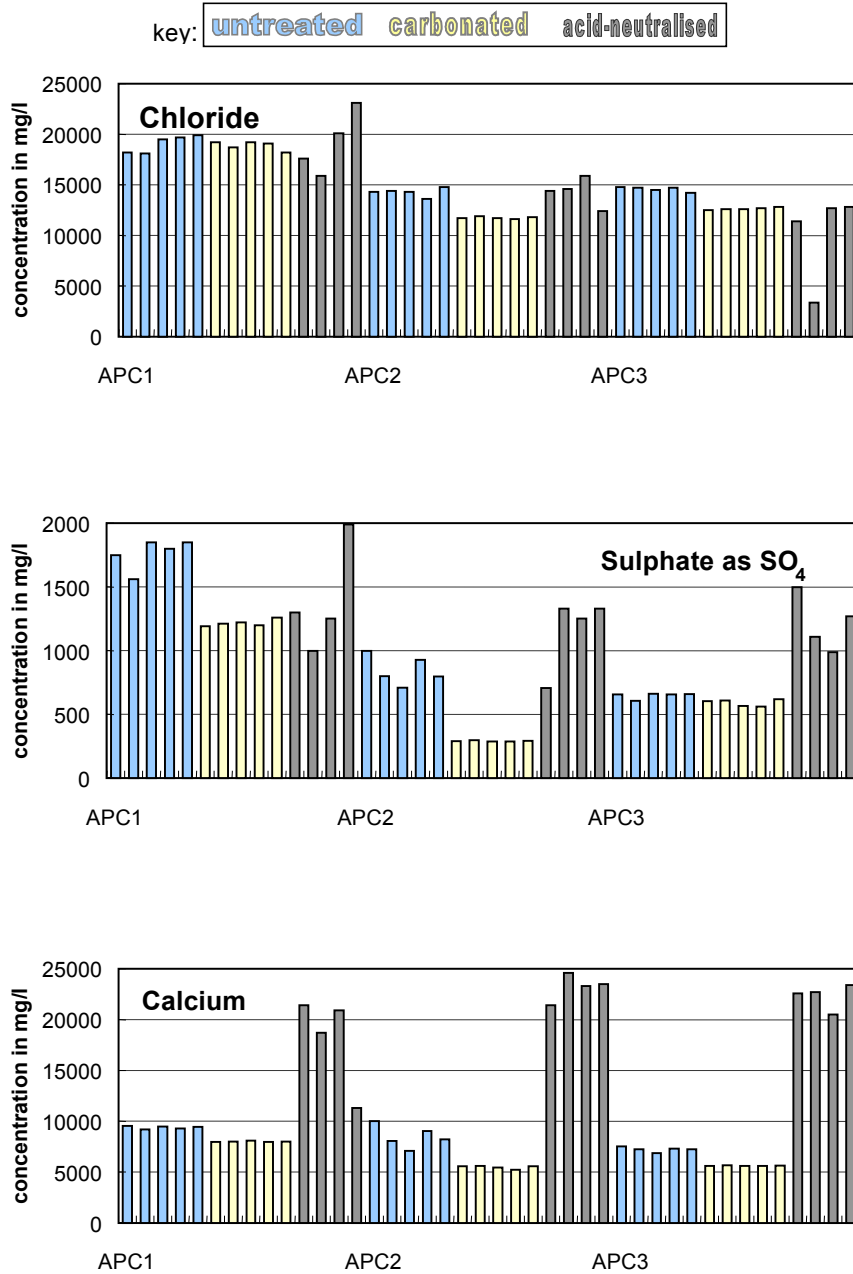 key: untreated carbonated acid-neutralised
25000
20000
15000
10000
5000
0
concentration in mg/l
Chloride
APC1 APC2 APC3
2000
1500
1000
500
0
concentration in mg/l
Sulphate as SO4
APC1 APC2 APC3
25000
20000
15000
10000
5000
0
concentration in mg/l
Calcium
APC1 APC2 APC3